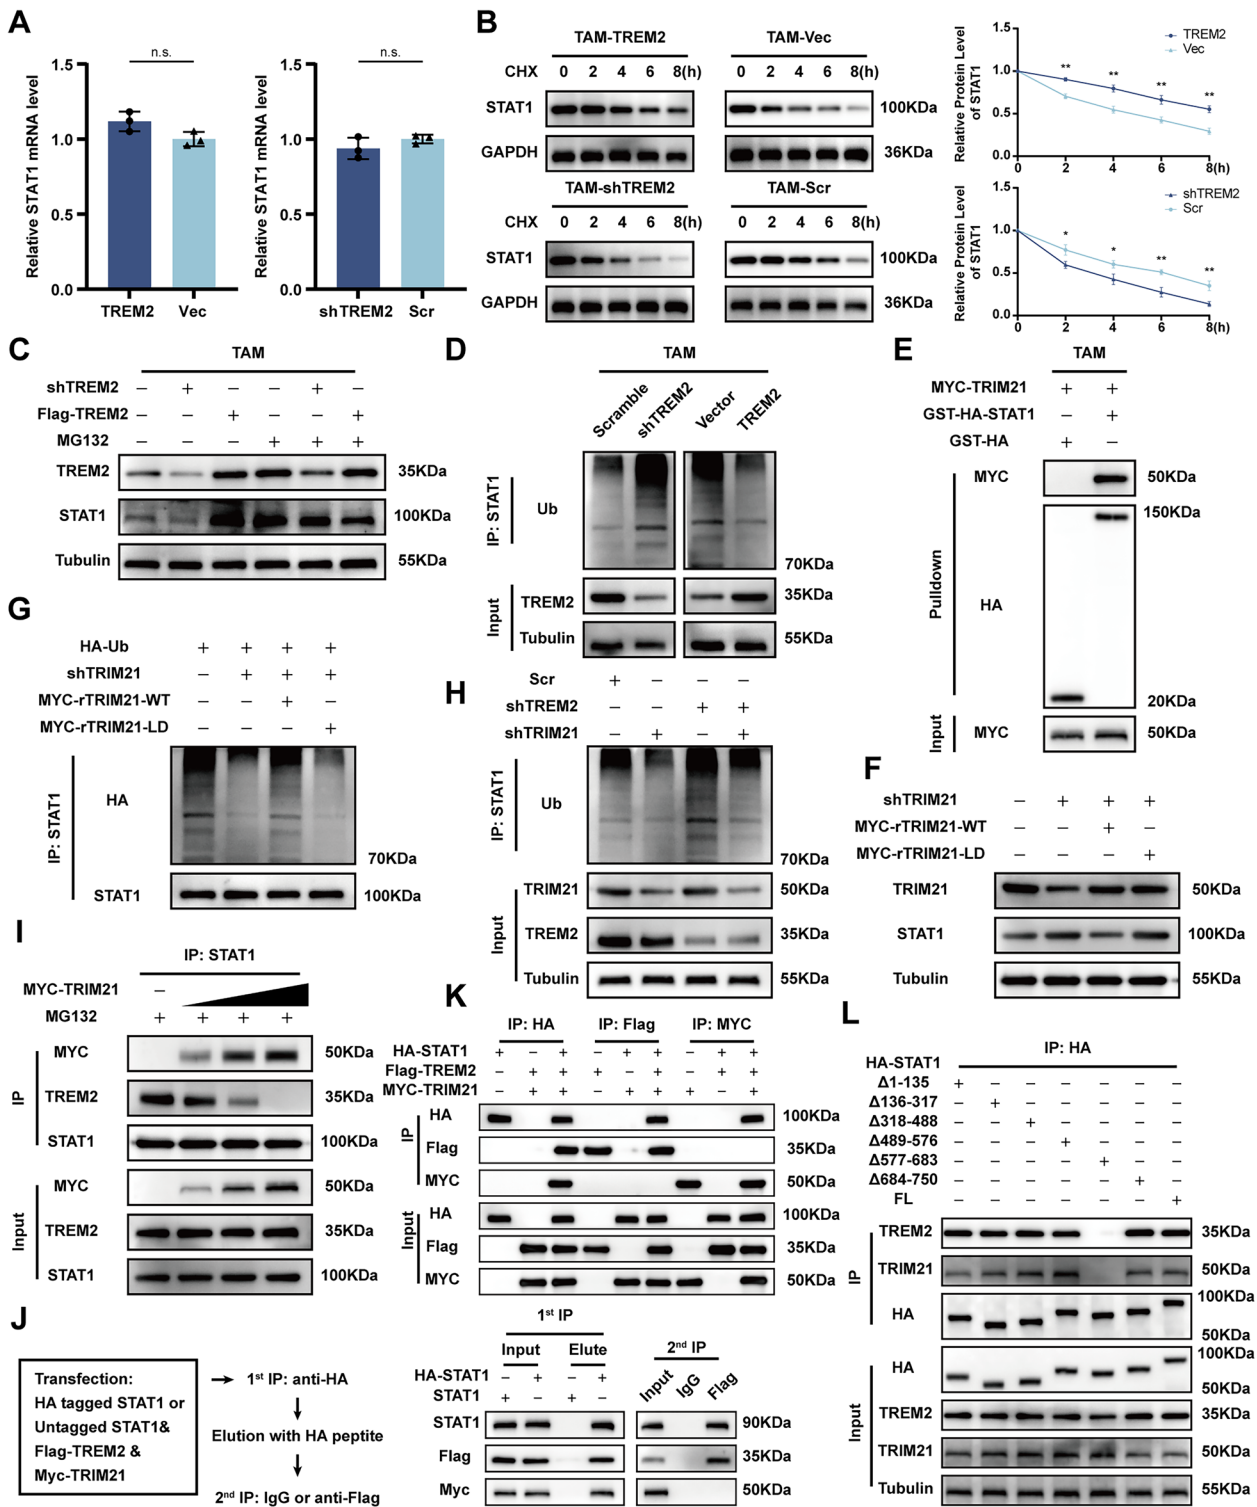 A
n.s.
n.s.
Relative STAT1 mRNA level
1.5
1.0
0.5
0.0
TREM2 Vec
Relative STAT1 mRNA level
1.5
1.0
0.5
0.0
shTREM2 Scr
B
TAM-TREM2
TAM-Vec
CHX 0 2 4 6 8(h) 0 2 4 6 8(h)
STAT1 100KDa
GAPDH 36KDa
TAM-shTREM2
TAM-Scr
CHX 0 2 4 6 8(h) 0 2 4 6 8(h)
STAT1 100KDa
GAPDH 36KDa
Relative Protein Level
of STAT1
1.5
1.0
0.5
0.0
TREM2
Vec
** ** ** **
0 2 4 6 8(h)
Relative Protein Level
of STAT1
1.5
1.0
0.5
0.0
shTREM2
Scr
* * ** **
0 2 4 6 8(h)
C
TAM
shTREM2 − + − − + −
Flag-TREM2 − − + − − +
MG132 − − − + + +
TREM2 35KDa
STAT1 100KDa
Tubulin 55KDa
D
TAM
Scramble
shTREM2
Vector
TREM2
IP: STAT1
Ub
70KDa
Input
TREM2 35KDa
Tubulin 55KDa
E
TAM
MYC-TRIM21 + +
GST-HA-STAT1 − +
GST-HA + −
Pulldown
MYC 50KDa
150KDa
HA
20KDa
Input
MYC 50KDa
F
shTRIM21 − + + +
MYC-rTRIM21-WT − − + −
MYC-rTRIM21-LD − − − +
TRIM21 50KDa
STAT1 100KDa
Tubulin 55KDa
G
HA-Ub + + + +
shTRIM21 − + + +
MYC-rTRIM21-WT − − + −
MYC-rTRIM21-LD − − − +
IP: STAT1
HA
70KDa
STAT1 100KDa
H
Scr + − − −
shTREM2 − − + +
shTRIM21 − + − +
IP: STAT1
Ub
70KDa
Input
TRIM21 50KDa
TREM2 35KDa
Tubulin 55KDa
I
IP: STAT1
MYC-TRIM21 −
MG132 + + + +
IP
MYC 50KDa
TREM2 35KDa
STAT1 100KDa
Input
MYC 50KDa
TREM2 35KDa
STAT1 100KDa
J
Transfection:
HA tagged STAT1 or
Untagged STAT1&
Flag-TREM2 &
Myc-TRIM21
1st IP: anti-HA
Elution with HA peptite
2nd IP: IgG or anti-Flag
1st IP
Input Elute
2nd IP
HA-STAT1 − + − +
STAT1 + − + −
Input
IgG
Flag
STAT1 90KDa
Flag 35KDa
Myc 50KDa
K
IP: HA IP: Flag IP: MYC
HA-STAT1 + − + − + + − + +
Flag-TREM2 − + + + − + − + +
MYC-TRIM21 − + + − + + + − +
IP
HA 100KDa
Flag 35KDa
MYC 50KDa
Input
HA 100KDa
Flag 35KDa
MYC 50KDa
L
IP: HA
HA-STAT1
Δ1-135 + − − − − − −
Δ136-317 − + − − − − −
Δ318-488 − − + − − − −
Δ489-576 − − − + − − −
Δ577-683 − − − − + − −
Δ684-750 − − − − − + −
FL − − − − − − +
IP
TREM2 35KDa
TRIM21 50KDa
HA
100KDa
50KDa
Input
HA
100KDa
50KDa
TREM2 35KDa
TRIM21 50KDa
Tubulin 55KDa